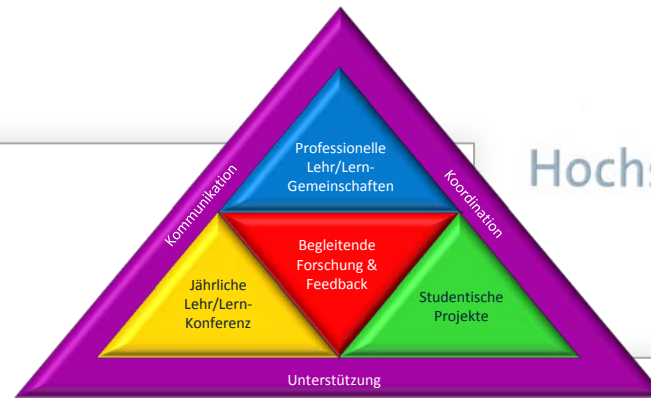 Professionelle
Lehr/Lern-
Gemeinschaften
Kommunikation
Koordination
Hochs
Begleitende
Forschung &
Feedback
Jährliche
Lehr/Lern-
Konferenz
Studentische
Projekte
Unterstützung